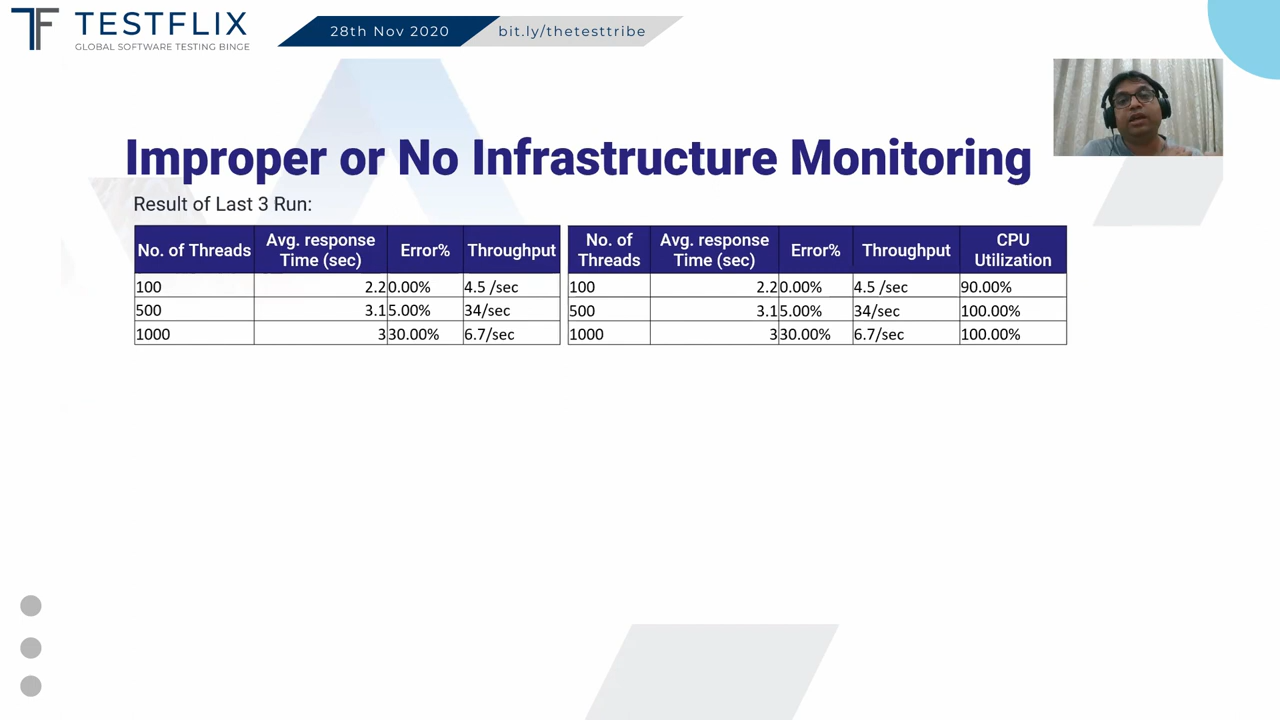 TF TESTFLIX
GLOBAL SOFTWARE TESTING BINGE
28th Nov 2020
bit.ly/thetesttribe
Improper or No Infrastructure Monitoring
Result of Last 3 Run:
No. of Threads Avg. response Time (sec) Error% Throughput
100 2.2 0.00% 4.5 /sec
500 3.1 5.00% 34/sec
1000 3 30.00% 6.7/sec
No. of Threads Avg. response Time (sec) Error% Throughput CPU Utilization
100 2.2 0.00% 4.5 /sec 90.00%
500 3.1 5.00% 34/sec 100.00%
1000 3 30.00% 6.7/sec 100.00%